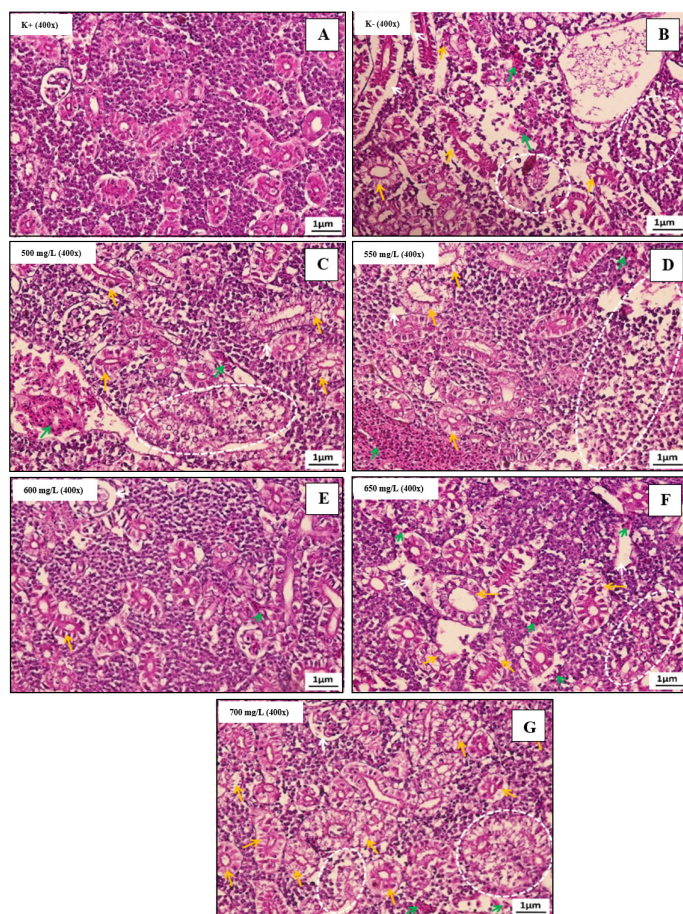 K+ (400x)
A
1µm
K- (400x)
B
1µm
500 mg/L (400x)
C
1µm
550 mg/L (400x)
D
1µm
600 mg/L (400x)
E
1µm
650 mg/L (400x)
F
1µm
700 mg/L (400x)
G
1µm